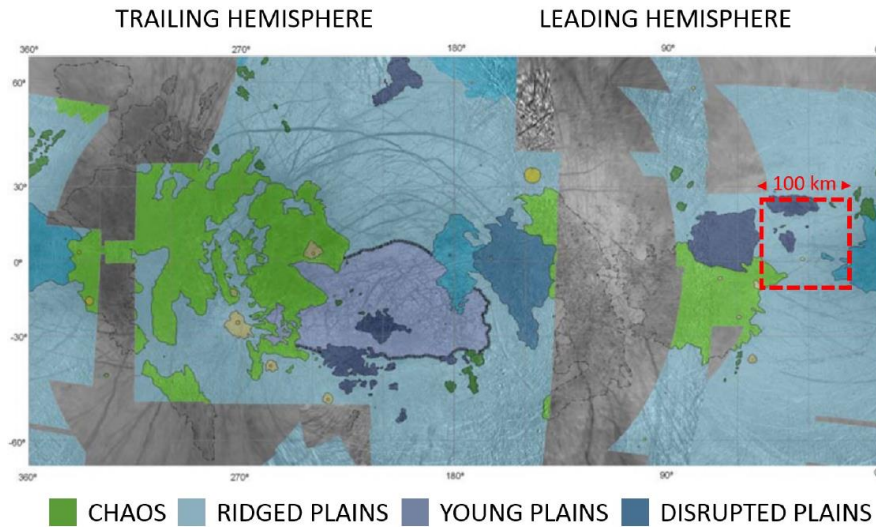 TRAILING HEMISPHERE LEADING HEMISPHERE
360° 270° 180° 90°
60°
100 km
30°
0°
-30°
-60°
360° 270° 180° 90°
CHAOS RIDGED PLAINS YOUNG PLAINS DISRUPTED PLAINS